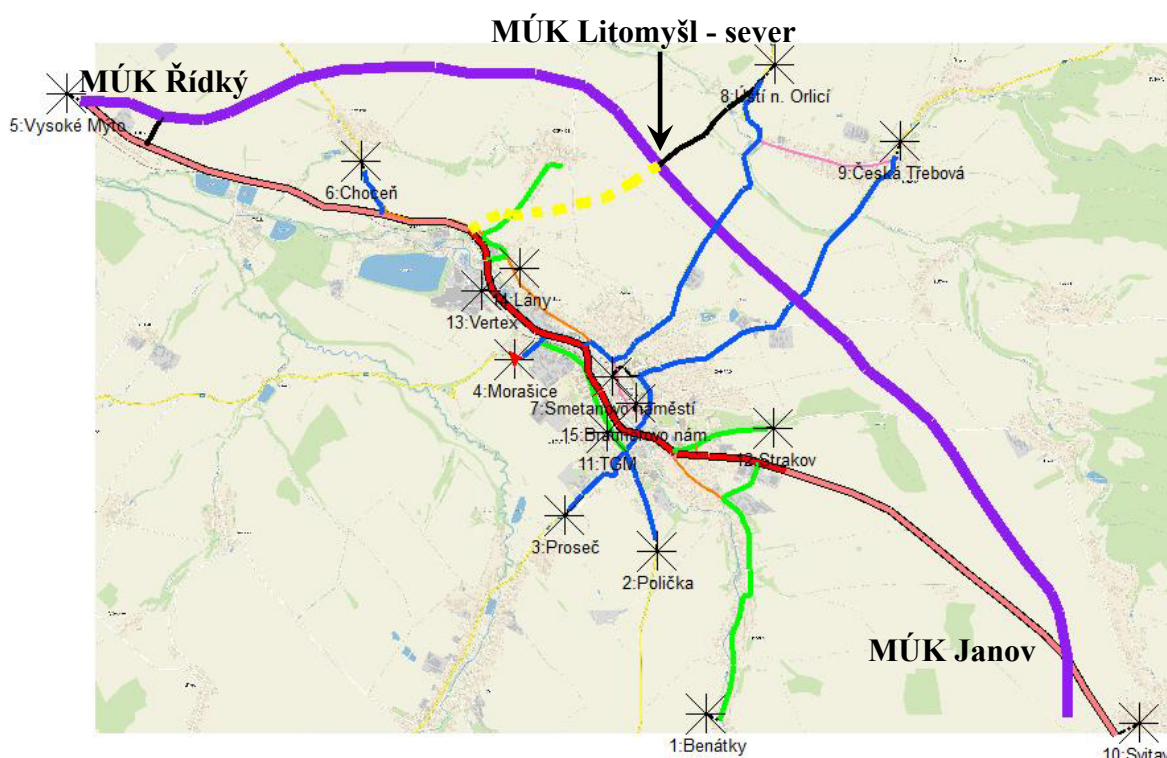 MÚK Litomyšl - sever
MÚK Řídký
8:Ústí n. Orlicí
5:Vysoké Mýto
9:Česká Třebová
6:Choceň
14:Lány
13:Vertex
4:Morašice
7:Smetanovo náměstí
15:Braunerovo nám.
11:TGM
12:Strakov
3:Proseč
2:Polička
MÚK Janov
1:Benátky
10:Svitav